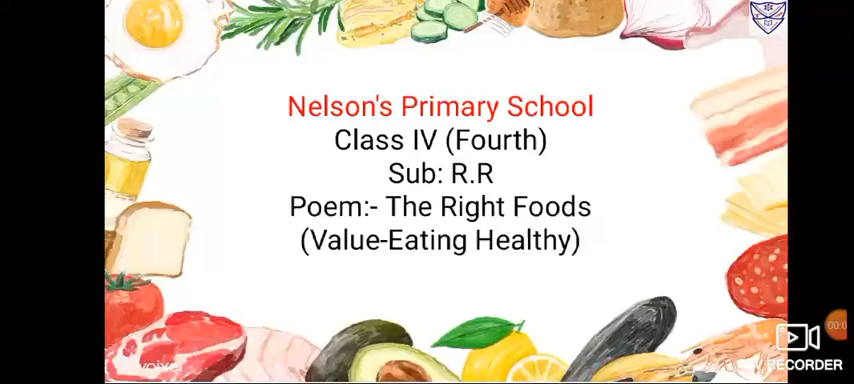 Nelson's Primary School
Class IV (Fourth)
Sub: R.R
Poem:- The Right Foods
(Value-Eating Healthy)
RECORDER